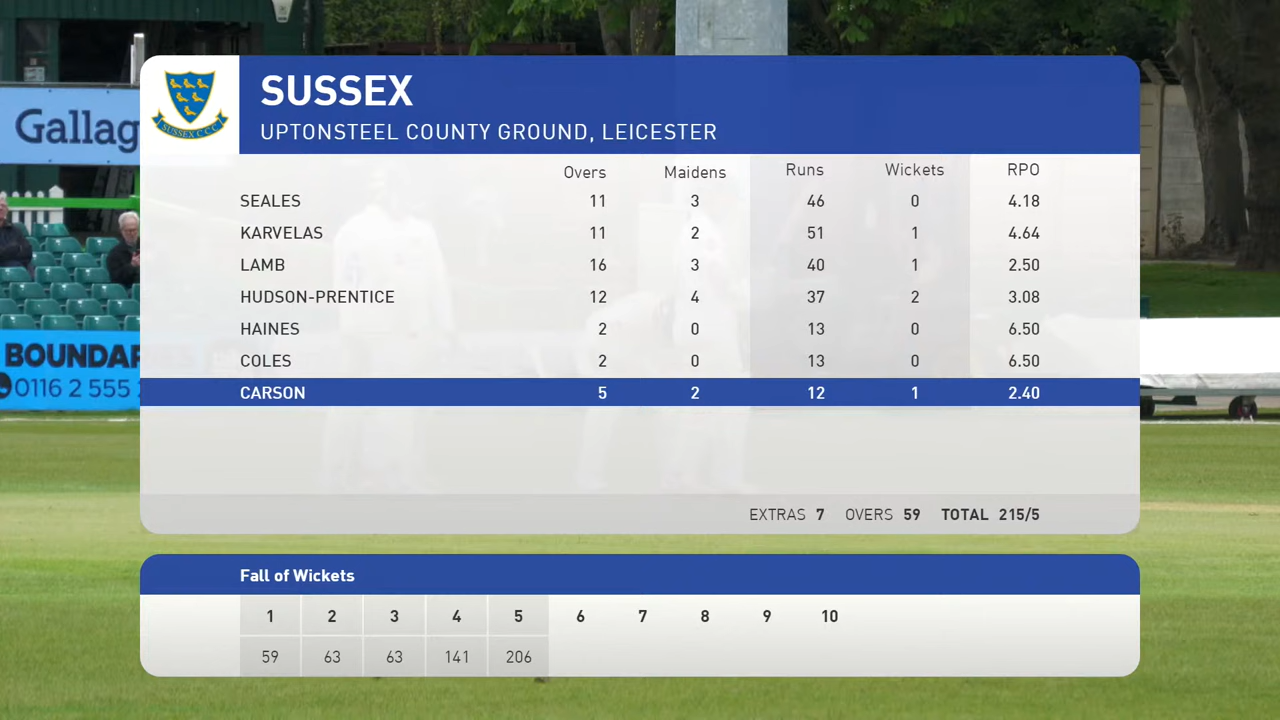 SUSSEX
UPTONSTEEL COUNTY GROUND, LEICESTER
SUSSEX C.C.C
Gallag
Overs Maidens Runs Wickets RPO
SEALES 11 3 46 0 4.18
KARVELAS 11 2 51 1 4.64
LAMB 16 3 40 1 2.50
HUDSON-PRENTICE 12 4 37 2 3.08
HAINES 2 0 13 0 6.50
COLES 2 0 13 0 6.50
CARSON 5 2 12 1 2.40
BOUNDAR
0116 2 555
EXTRAS 7 OVERS 59 TOTAL 215/5
Fall of Wickets
1 2 3 4 5 6 7 8 9 10
59 63 63 141 206